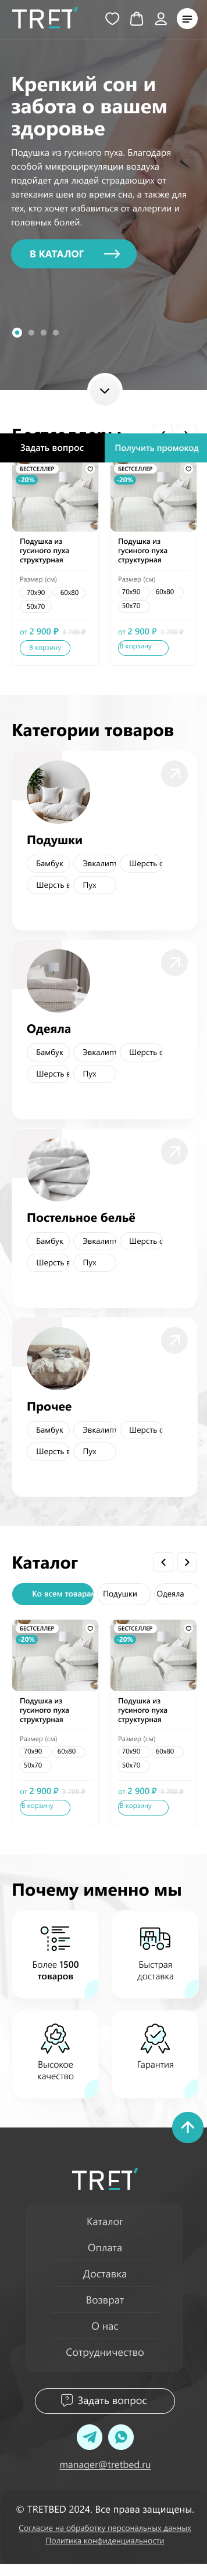 TRET'
Крепкий сон и
забота о вашем
здоровье
Подушка из гусиного пуха. Благодаря
особой микроциркуляции воздуха
подойдет для людей страдающих от
затекания шеи во время сна, а также для
тех, кто хочет избавиться от аллергии и
головных болей.
В КАТАЛОГ
Задать вопрос
Получить промокод
БЕСТСЕЛЛЕР
-20%
Подушка из
гусиного пуха
структурная
Размер (см)
70x90 60x80
50x70
от 2 900 ₽ 3 700 ₽
В корзину
БЕСТСЕЛЛЕР
-20%
Подушка из
гусиного пуха
структурная
Размер (см)
70x90 60x80
50x70
от 2 900 ₽ 3 700 ₽
В корзину
Категории товаров
Подушки
Бамбук Эвкалипт Шерсть
Шерсть Пух
Одеяла
Бамбук Эвкалипт Шерсть
Шерсть Пух
Постельное бельё
Бамбук Эвкалипт Шерсть
Шерсть Пух
Прочее
Бамбук Эвкалипт Шерсть
Шерсть Пух
Каталог
Ко всем товарам Подушки Одеяла
БЕСТСЕЛЛЕР
-20%
Подушка из
гусиного пуха
структурная
Размер (см)
70x90 60x80
50x70
от 2 900 ₽ 3 700 ₽
В корзину
БЕСТСЕЛЛЕР
-20%
Подушка из
гусиного пуха
структурная
Размер (см)
70x90 60x80
50x70
от 2 900 ₽ 3 700 ₽
В корзину
Почему именно мы
Более 1500
товаров
Быстрая
доставка
Высокое
качество
Гарантия
TRET'
Каталог
Оплата
Доставка
Возврат
О нас
Сотрудничество
Задать вопрос
manager@tretbed.ru
© TRETBED 2024. Все права защищены.
Согласие на обработку персональных данных
Политика конфиденциальности